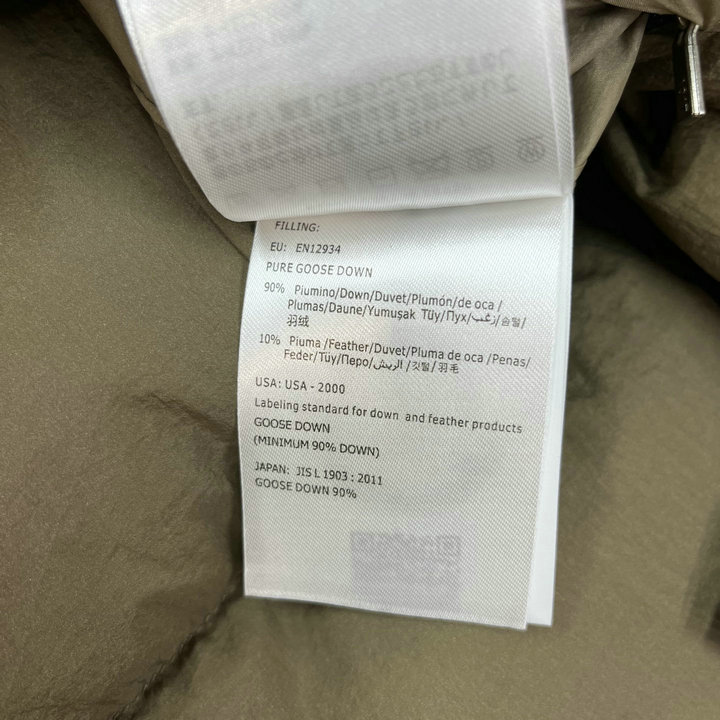 FILLING:
EU: EN12934
PURE GOOSE DOWN
90% Piumino/Down/Duvet/Plumón/de oca /
Plumas/Daune/Yumuşak Tüy/Пух/زغب/솜털/
羽绒
10% Piuma /Feather/Duvet/Pluma de oca /Penas/
Feder/Tüy/Перо/الريش /깃털/羽毛
USA: USA - 2000
Labeling standard for down and feather products
GOOSE DOWN
(MINIMUM 90% DOWN)
JAPAN: JIS L 1903 : 2011
GOOSE DOWN 90%